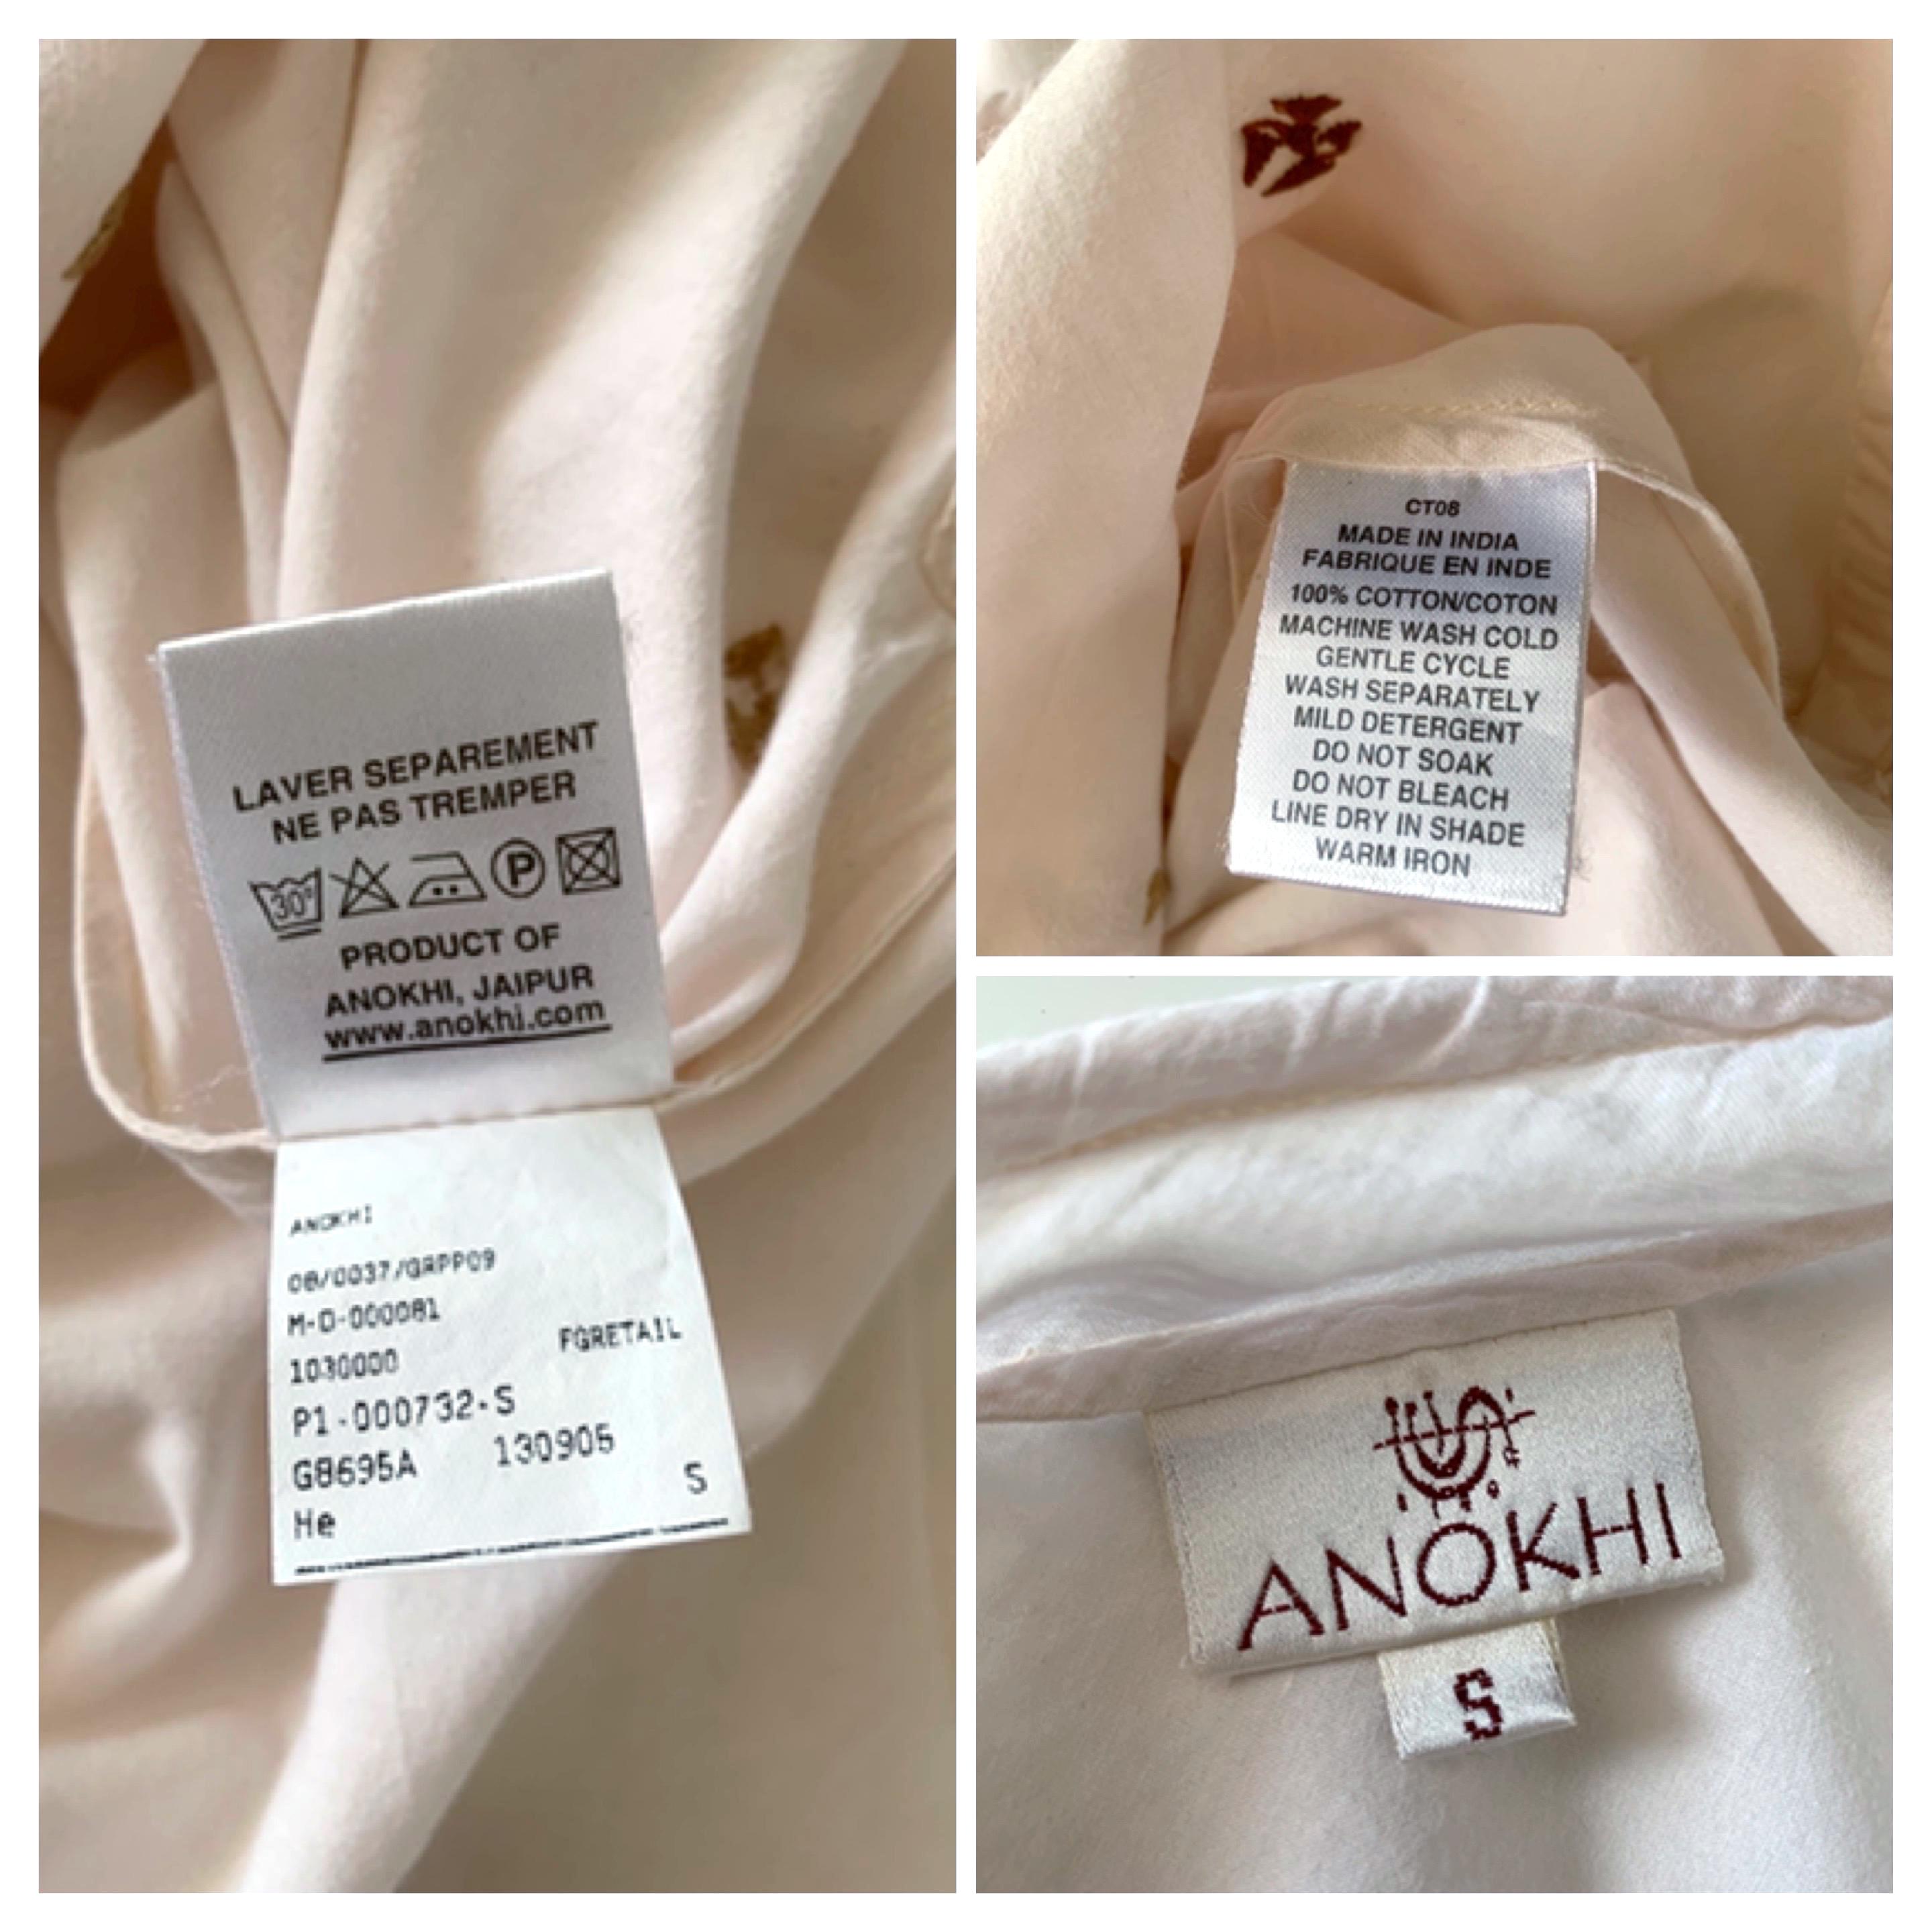 LAVER SEPAREMENT
NE PAS TREMPER
30°
P
PRODUCT OF
ANOKHI, JAIPUR
www.anokhi.com
ANOKHI
08/0037/GRPP09
M-D-000081
1030000 FGRETAIL
P1-000732-S
G8695A 130905
He S
CT08
MADE IN INDIA
FABRIQUE EN INDE
100% COTTON/COTON
MACHINE WASH COLD
GENTLE CYCLE
WASH SEPARATELY
MILD DETERGENT
DO NOT SOAK
DO NOT BLEACH
LINE DRY IN SHADE
WARM IRON
ANOKHI
S